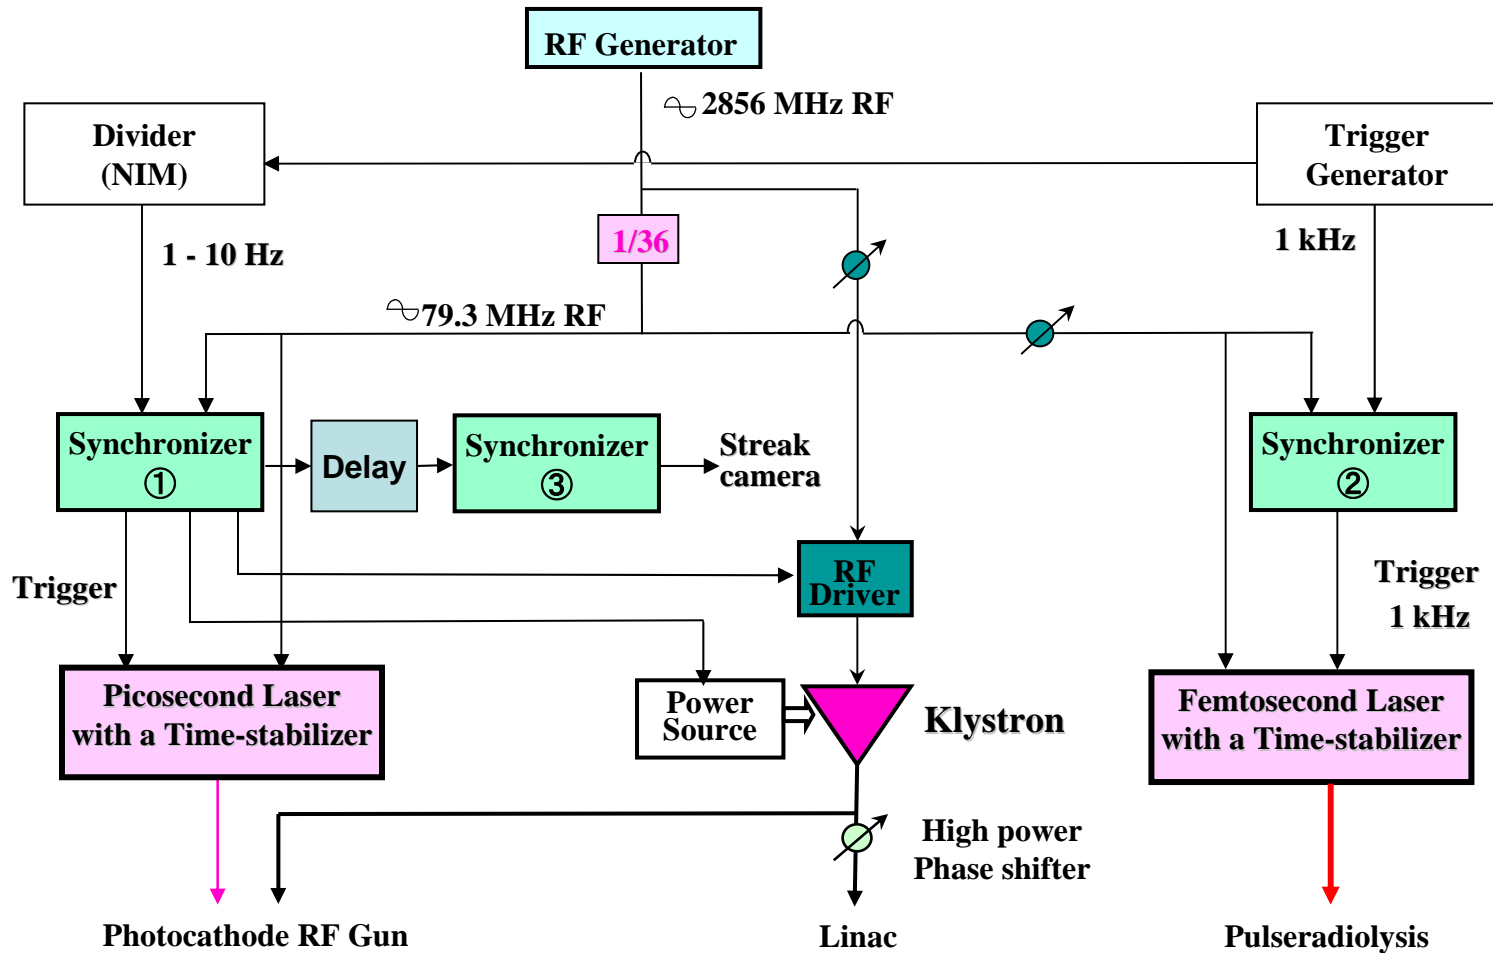 RF Generator
2856 MHz RF
Divider
(NIM)
Trigger
Generator
1/36
1 - 10 Hz
1 kHz
79.3 MHz RF
Synchronizer
①
Delay
Synchronizer
③
Streak
camera
Synchronizer
②
Trigger
RF
Driver
Trigger
1 kHz
Picosecond Laser
with a Time-stabilizer
Power
Source
Klystron
Femtosecond Laser
with a Time-stabilizer
High power
Phase shifter
Photocathode RF Gun
Linac
Pulseradiolysis